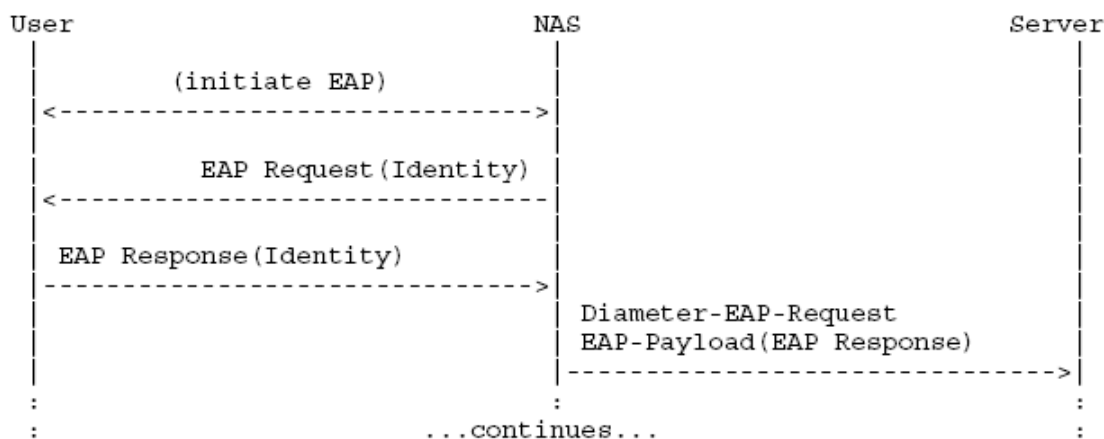 User NAS Server
(initiate EAP)
EAP Request(Identity)
EAP Response(Identity)
Diameter-EAP-Request
EAP-Payload(EAP Response)
...continues...